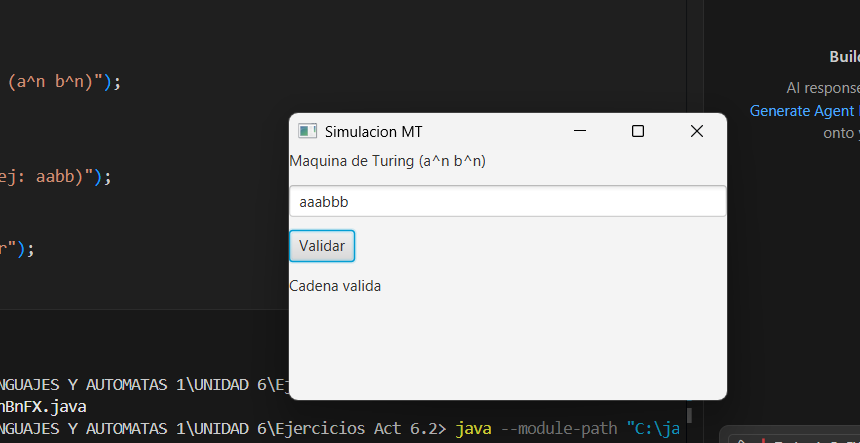 (a^n b^n)");
ej: aabb)");
r");
Simulacion MT
Maquina de Turing (a^n b^n)
aaabbb
Validar
Cadena valida
Buil
AI response
Generate Agent
onto
NGUAJES Y AUTOMATAS 1\UNIDAD 6\Ej
nBnFX.java
NGUAJES Y AUTOMATAS 1\UNIDAD 6\Ejercicios Act 6.2> java --module-path "C:\ja